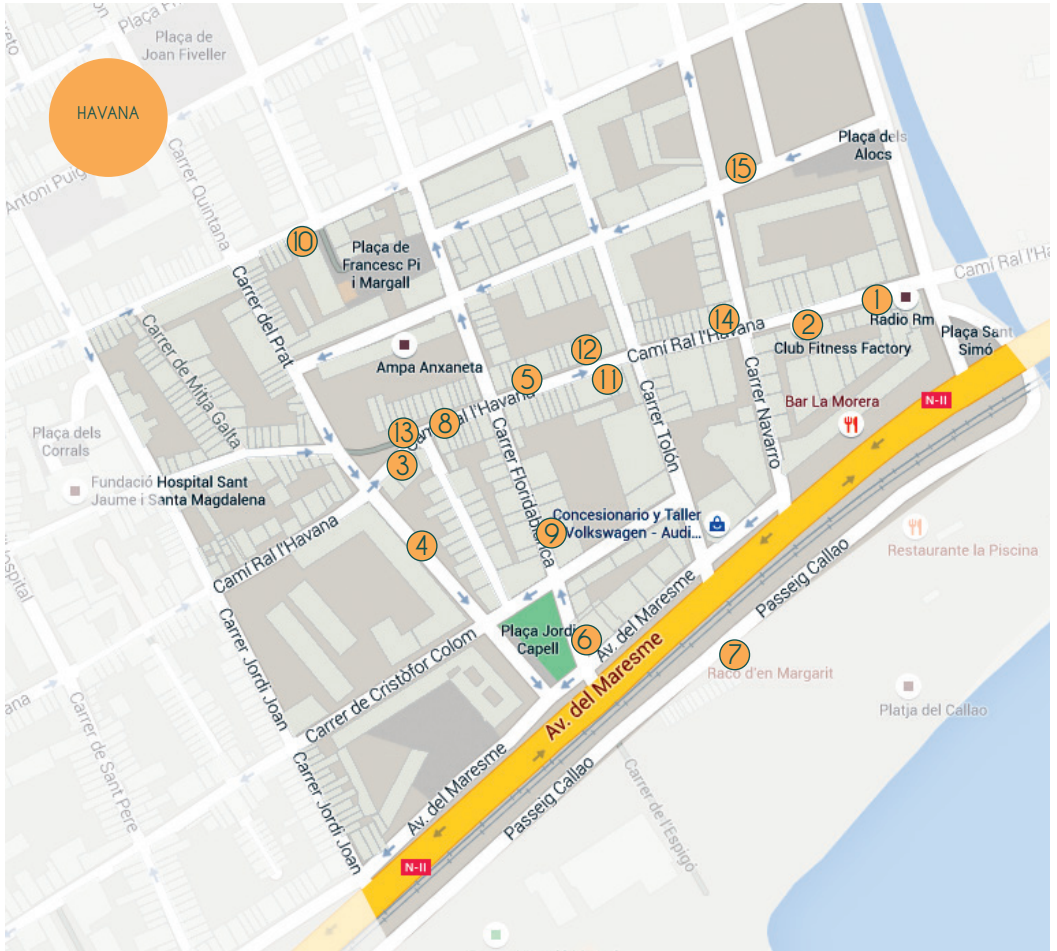 Plaça de
Joan Fiveller
HAVANA
Antoni Puig
Carrer Quintana
Plaça dels
Alocs
15
10
Plaça de
Francesc Pi
i Margall
Camí Ral l'Ha
1
Radio Rm
14
2
Club Fitness Factory
Plaça Sant
Simó
Carrer de Mitja Galta
Carrer del Prat
Ampa Anxaneta
12
Camí Ral l'Havana
5
11
N-II
Bar La Morera
Carrer Navarro
Camí Ral l'Havana
8
13
3
Carrer Tolón
Carrer Floridablanca
Plaça dels
Corrals
Fundació Hospital Sant
Jaume i Santa Magdalena
Hospital
4
9
Concesionario y Taller
Volkswagen - Audi...
Restaurante la Piscina
Camí Ral l'Havana
Passeig Callao
Av. del Maresme
Plaça Jordi
Capell
6
7
Racó d'en Margarit
Platja del Callao
Carrer Jordi Joan
Carrer de Cristòfor Colom
Av. del Maresme
Carrer de Sant Pere
Carrer Jordi Joan
Av. del Maresme
Passeig Callao
Carrer de l'Espigó
N-II